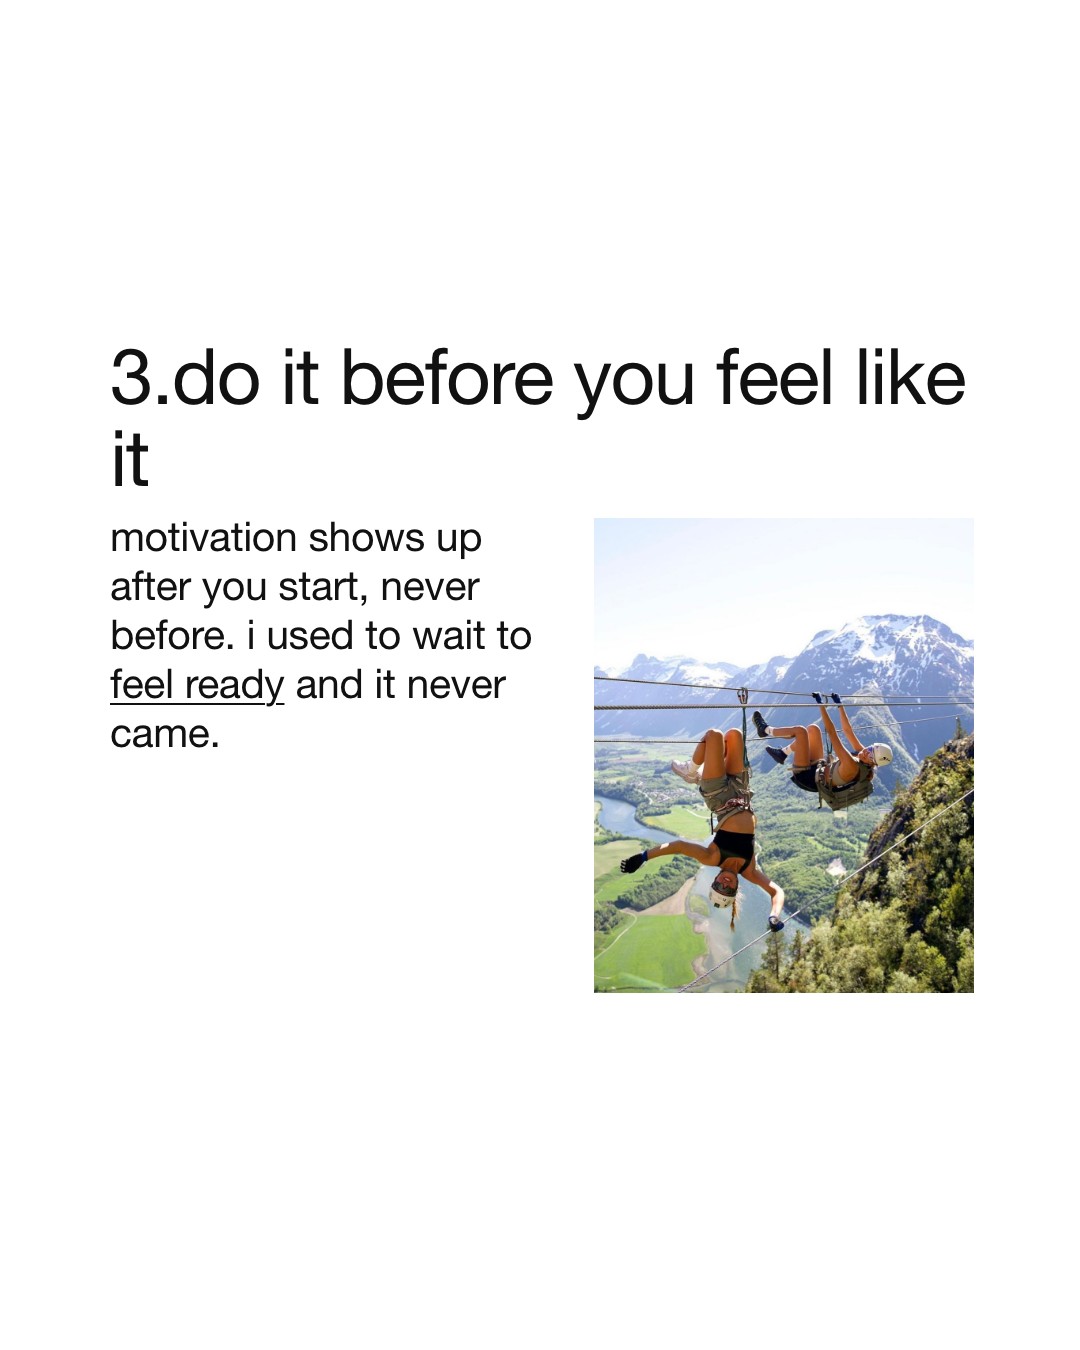 3.do it before you feel like
it
motivation shows up
after you start, never
before. i used to wait to
feel ready and it never
came.